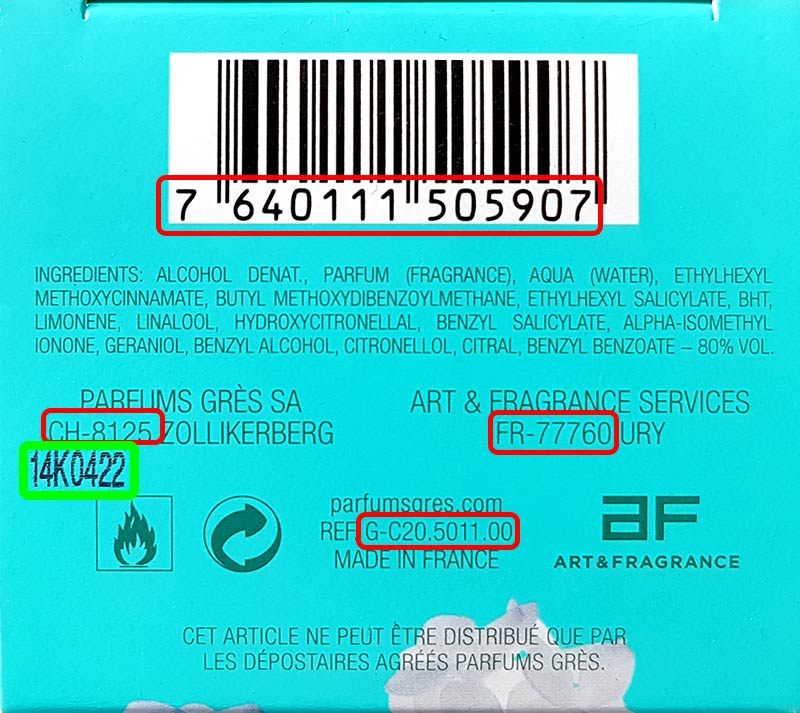 7 640111 505907
INGREDIENTS: ALCOHOL DENAT., PARFUM (FRAGRANCE), AQUA (WATER), ETHYLHEXYL
METHOXYCINNAMATE, BUTYL METHOXYDIBENZOYLMETHANE, ETHYLHEXYL SALICYLATE, BHT,
LIMONENE, LINALOOL, HYDROXYCITRONELLAL, BENZYL SALICYLATE, ALPHA-ISOMETHYL
IONONE, GERANIOL, BENZYL ALCOHOL, CITRONELLOL, CITRAL, BENZYL BENZOATE – 80% VOL.
PARFUMS GRÈS SA
CH-8125 ZOLLIKERBERG
ART & FRAGRANCE SERVICES
FR-77760 URY
14K0422
parfumsgres.com
REF. G-C20.5011.00
MADE IN FRANCE
AF
ART&FRAGRANCE
CET ARTICLE NE PEUT ÊTRE DISTRIBUÉ QUE PAR
LES DÉPOSTAIRES AGRÉÉS PARFUMS GRÈS.